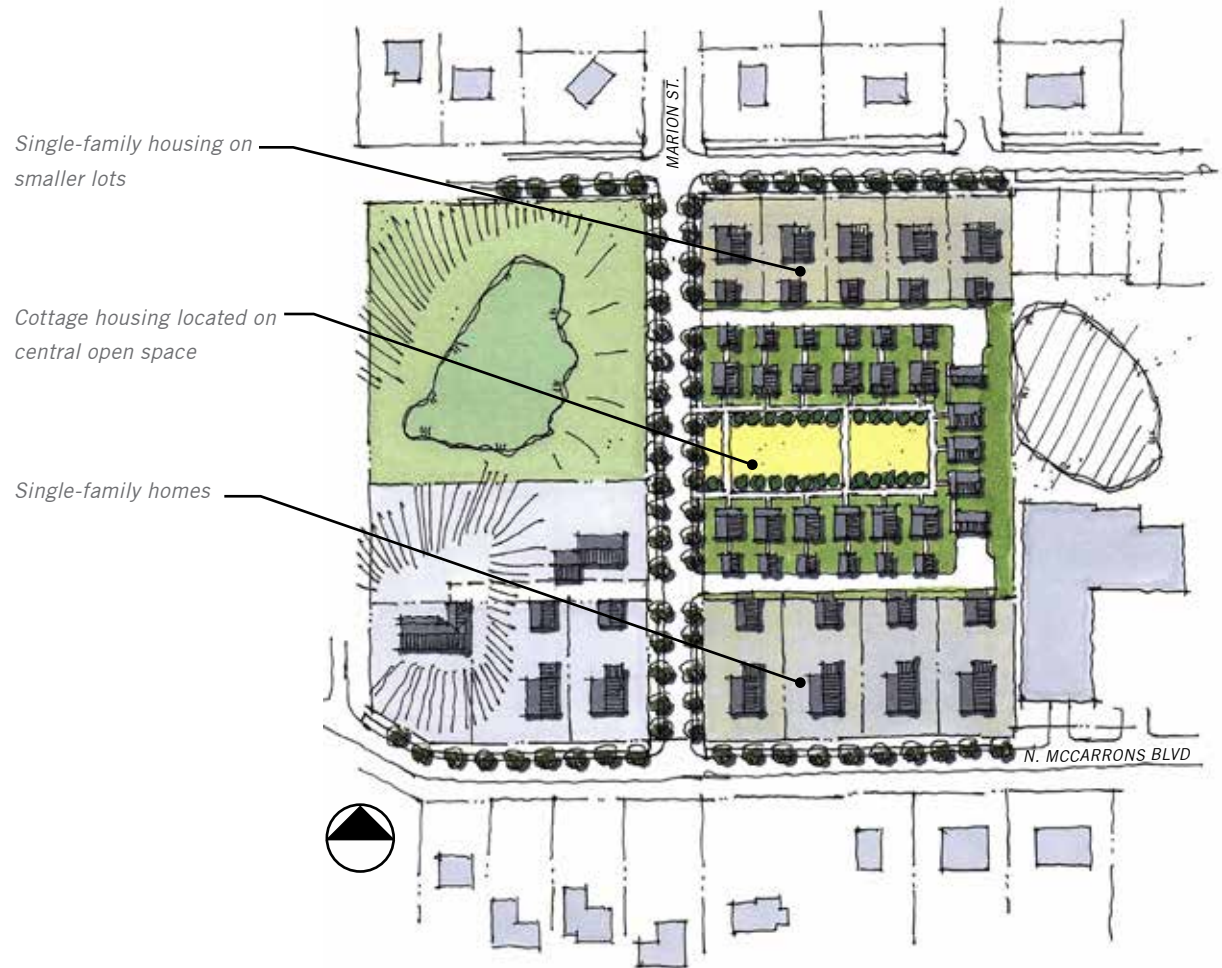 MARION ST.
Single-family housing on
smaller lots
Cottage housing located on
central open space
Single-family homes
N. MCCARRONS BLVD